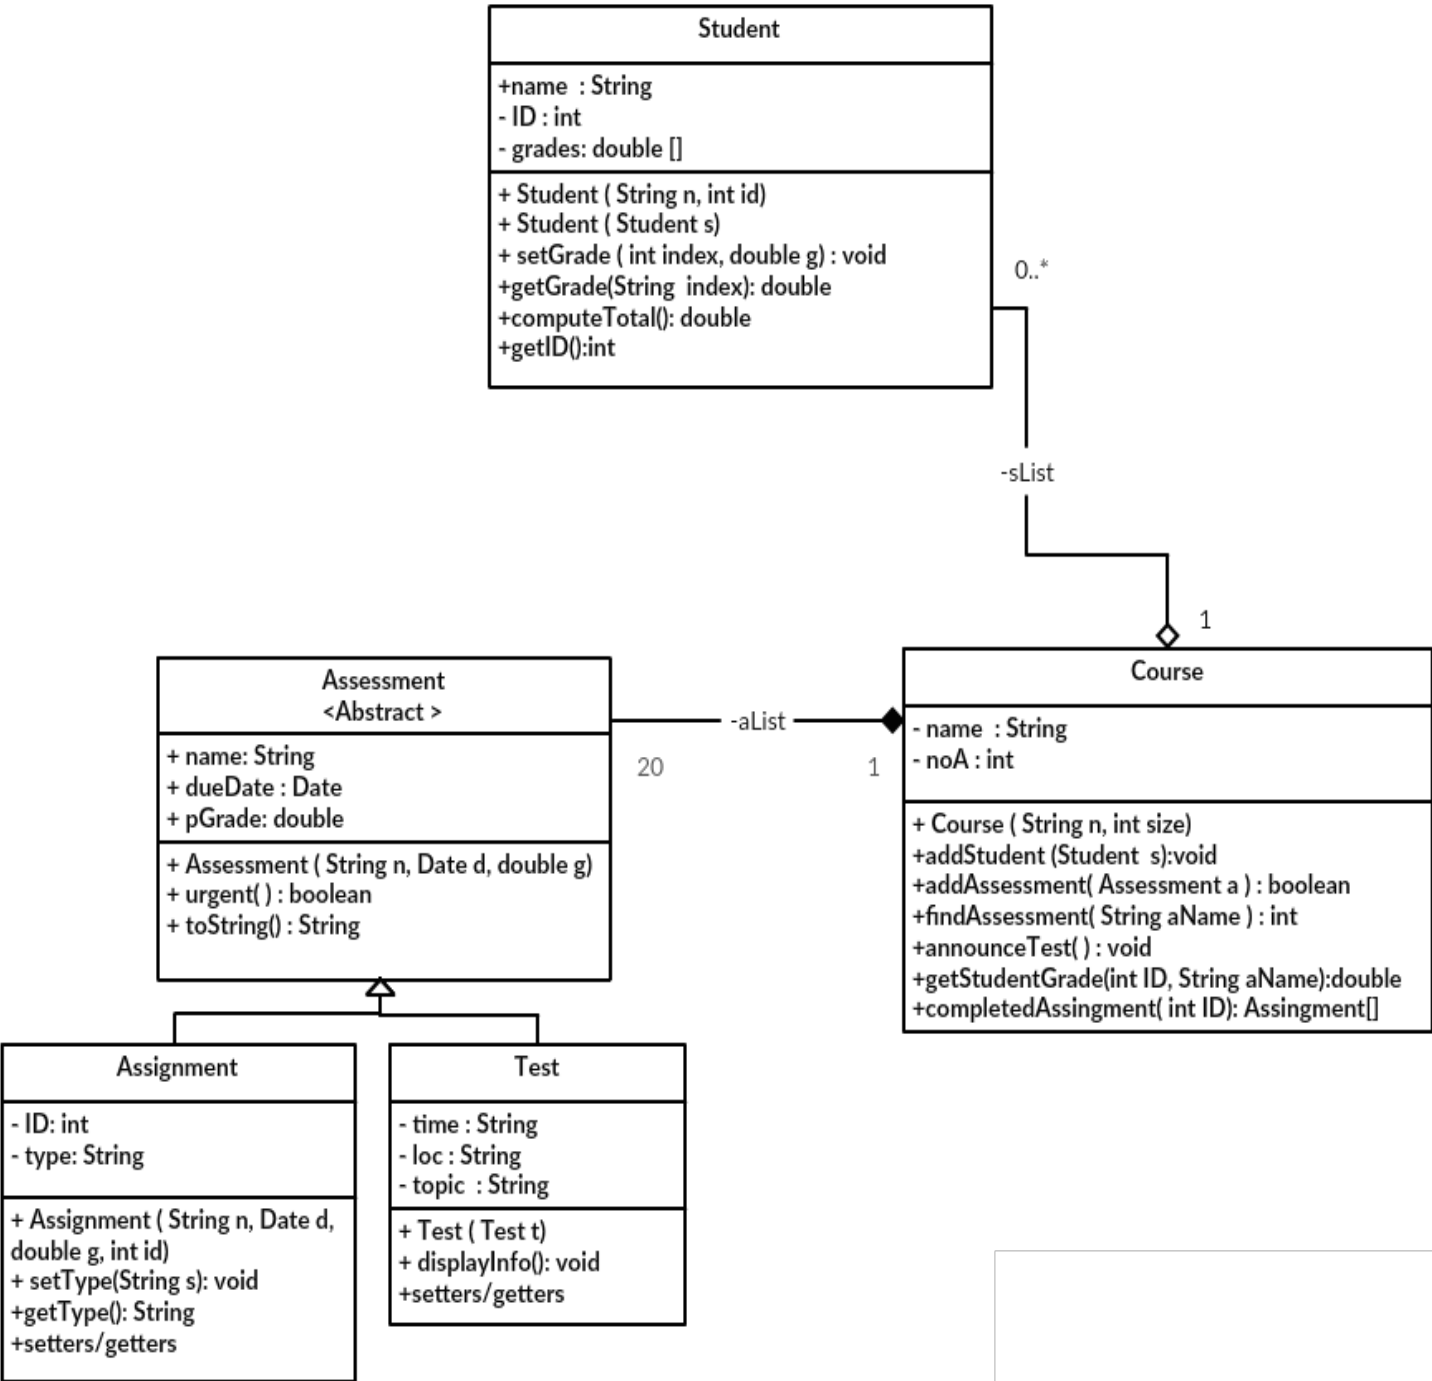 Student
+name : String
- ID : int
- grades: double []
+ Student ( String n, int id)
+ Student ( Student s)
+ setGrade ( int index, double g) : void
+getGrade(String index): double
+computeTotal(): double
+getID():int
0..*
-sList
1
Assessment
<Abstract >
+ name: String
+ dueDate : Date
+ pGrade: double
+ Assessment ( String n, Date d, double g)
+ urgent( ) : boolean
+ toString() : String
-aList
20
1
Course
- name : String
- noA : int
+ Course ( String n, int size)
+addStudent (Student s):void
+addAssessment( Assessment a ) : boolean
+findAssessment( String aName ) : int
+announceTest( ) : void
+getStudentGrade(int ID, String aName):double
+completedAssingment( int ID): Assingment[]
Assignment
- ID: int
- type: String
+ Assignment ( String n, Date d,
double g, int id)
+ setType(String s): void
+getType(): String
+setters/getters
Test
- time : String
- loc : String
- topic : String
+ Test ( Test t)
+ displayInfo(): void
+setters/getters